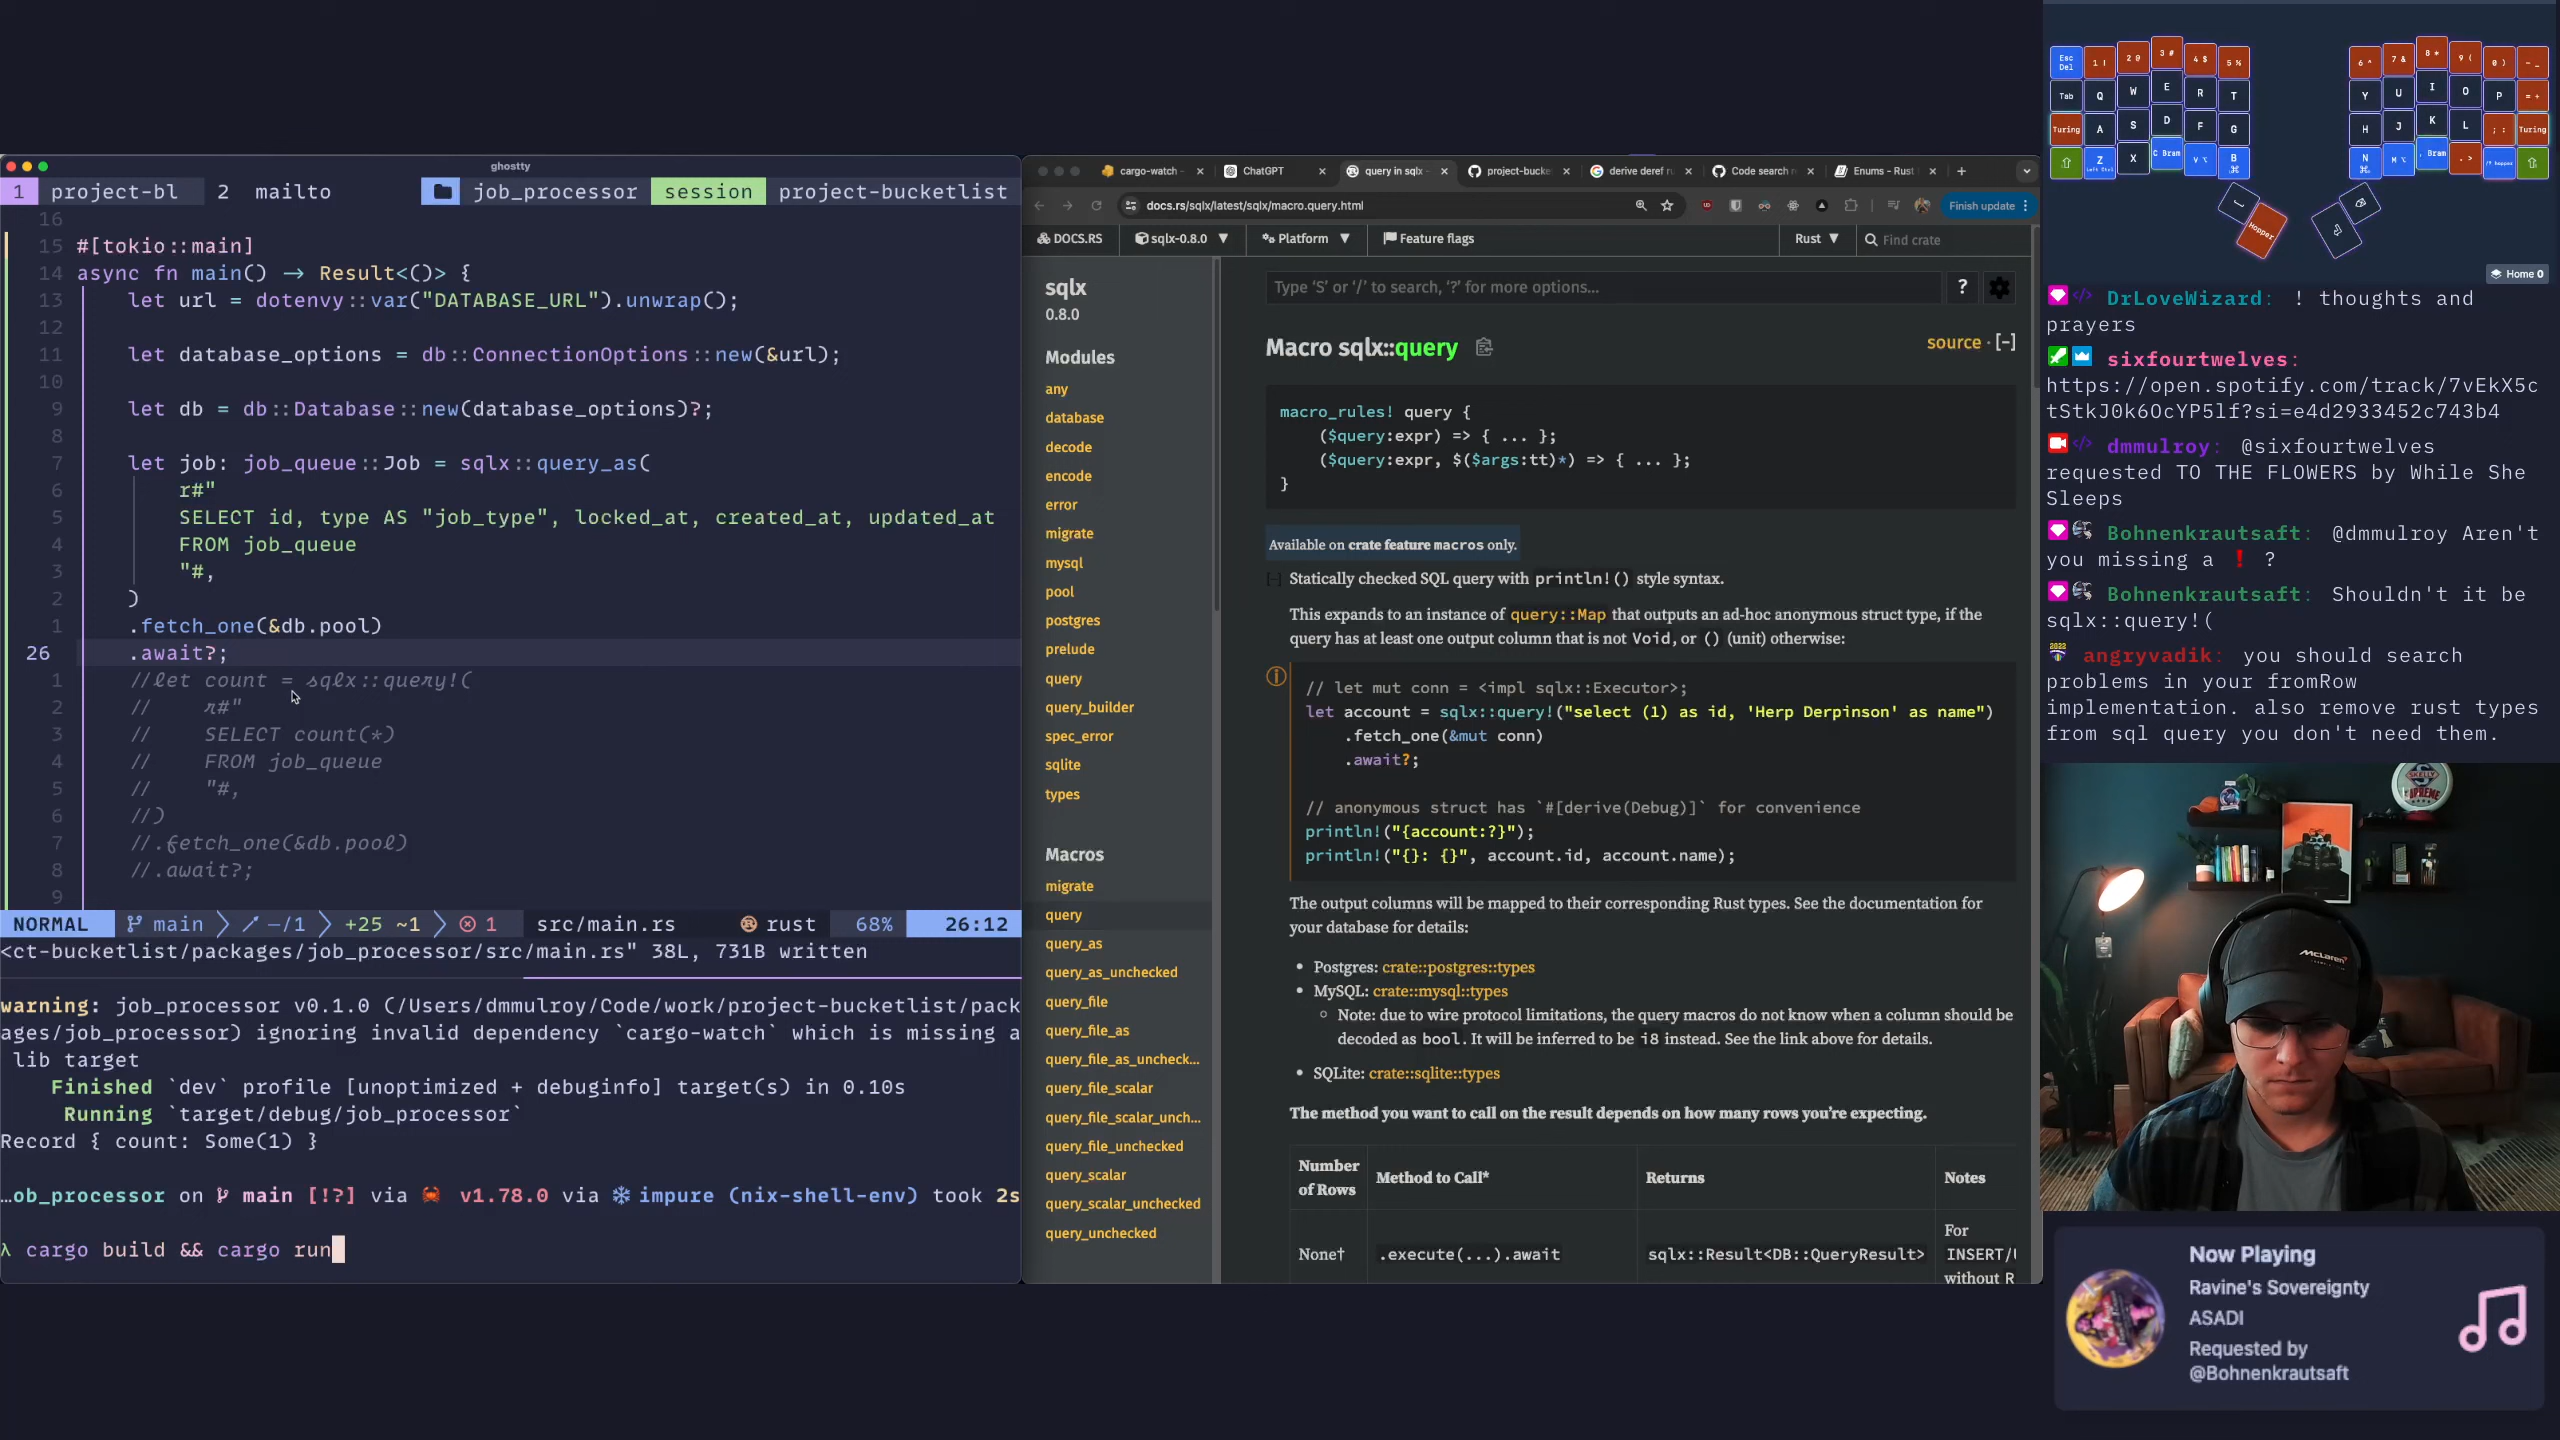 ghostty
1 project-bl 2 mailto job_processor session project-bucketlist
16
15 #[tokio::main]
14 async fn main() → Result<()> {
13 let url = dotenvy::var("DATABASE_URL").unwrap();
12
11 let database_options = db::ConnectionOptions::new(&url);
10
9 let db = db::Database::new(database_options)?;
8
7 let job: job_queue::Job = sqlx::query_as(
6 r#"
5 SELECT id, type AS "job_type", locked_at, created_at, updated_at
4 FROM job_queue
3 "#,
2 )
1 .fetch_one(&db.pool)
26 .await?;
1 //let count = sqlx::query!(
2 // r#"
3 // SELECT count(*)
4 // FROM job_queue
5 // "#,
6 //)
7 //.fetch_one(&db.pool)
8 //.await?;
9
NORMAL main –/1 +25 ~1 1 src/main.rs rust 68% 26:12
<ct-bucketlist/packages/job_processor/src/main.rs" 38L, 731B written
warning: job_processor v0.1.0 (/Users/dmmulroy/Code/work/project-bucketlist/pack
ages/job_processor) ignoring invalid dependency `cargo-watch` which is missing a
lib target
Finished `dev` profile [unoptimized + debuginfo] target(s) in 0.10s
Running `target/debug/job_processor`
Record { count: Some(1) }
…ob_processor on main [!?] via v1.78.0 via impure (nix-shell-env) took 2s
λ cargo build && cargo run
cargo-watch - ChatGPT query in sqlx - project-bucke derive deref ru Code search re Enums - Rust
docs.rs/sqlx/latest/sqlx/macro.query.html Finish update
DOCS.RS sqlx-0.8.0 Platform Feature flags Rust Find crate
sqlx
0.8.0
Modules
any
database
decode
encode
error
migrate
mysql
pool
postgres
prelude
query
query_builder
spec_error
sqlite
types
Macros
migrate
query
query_as
query_as_unchecked
query_file
query_file_as
query_file_as_uncheck...
query_file_scalar
query_file_scalar_unch...
query_file_unchecked
query_scalar
query_scalar_unchecked
query_unchecked
Type ‘S’ or ‘/’ to search, ‘?’ for more options... ?
Macro sqlx::query source · [-]
macro_rules! query {
($query:expr) => { ... };
($query:expr, $($args:tt)*) => { ... };
}
Available on crate feature macros only.
Statically checked SQL query with println!() style syntax.
This expands to an instance of query::Map that outputs an ad-hoc anonymous struct type, if the
query has at least one output column that is not Void, or () (unit) otherwise:
// let mut conn = <impl sqlx::Executor>;
let account = sqlx::query!("select (1) as id, 'Herp Derpinson' as name")
.fetch_one(&mut conn)
.await?;
// anonymous struct has `#[derive(Debug)]` for convenience
println!("{account:?}");
println!("{}: {}", account.id, account.name);
The output columns will be mapped to their corresponding Rust types. See the documentation for
your database for details:
• Postgres: crate::postgres::types
• MySQL: crate::mysql::types
◦ Note: due to wire protocol limitations, the query macros do not know when a column should be
decoded as bool. It will be inferred to be i8 instead. See the link above for details.
• SQLite: crate::sqlite::types
The method you want to call on the result depends on how many rows you’re expecting.
Number of Rows Method to Call* Returns Notes
None† .execute(...).await sqlx::Result<DB::QueryResult> For
INSERT/U
without R
Esc Del 1 ! 2 @ 3 # 4 $ 5 % 6 ^ 7 & 8 * 9 ( 0 ) - _
Tab Q W E R T Y U I O P = +
Turing A S D F G H J K L ; : Turing
Z X C V B N M
Hopper
Home 0
DrLoveWizard: ! thoughts and
prayers
sixfourtwelves:
https://open.spotify.com/track/7vEkX5c
tStkJ0k6OcYP5lf?si=e4d2933452c743b4
dmmulroy: @sixfourtwelves
requested TO THE FLOWERS by While She
Sleeps
Bohnenkrautsaft: @dmmulroy Aren't
you missing a ❗ ?
Bohnenkrautsaft: Shouldn't it be
sqlx::query!(
angryvadik: you should search
problems in your fromRow
implementation. also remove rust types
from sql query you don't need them.
McLaren
Now Playing
Ravine's Sovereignty
ASADI
Requested by
@Bohnenkrautsaft